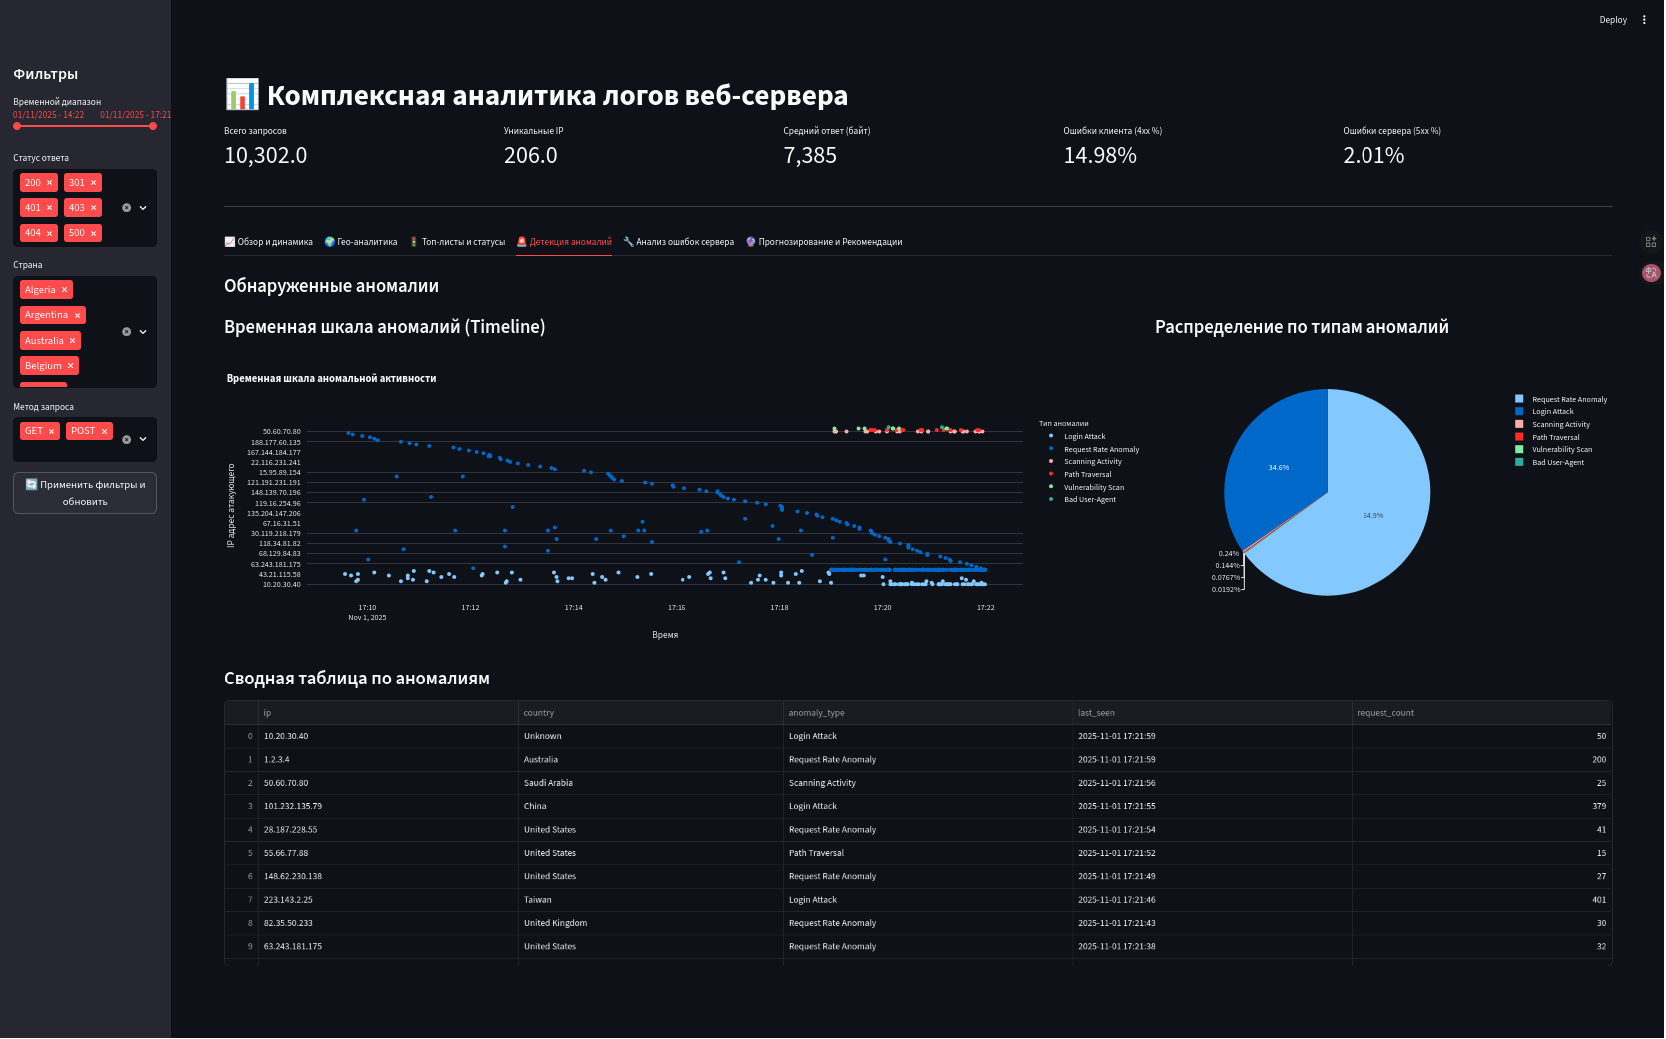 Deploy
Фильтры
Временной диапазон
01/11/2025 - 14:22 01/11/2025 - 17:21
Статус ответа
200 301
401 403
404 500
Страна
Algeria
Argentina
Australia
Belgium
Метод запроса
GET POST
Применить фильтры и
обновить
Комплексная аналитика логов веб-сервера
Всего запросов
10,302.0
Уникальные IP
206.0
Средний ответ (байт)
7,385
Ошибки клиента (4xx %)
14.98%
Ошибки сервера (5xx %)
2.01%
Обзор и динамика Гео-аналитика Топ-листы и статусы Детекция аномалий Анализ ошибок сервера Прогнозирование и Рекомендации
Обнаруженные аномалии
Временная шкала аномалий (Timeline)
Временная шкала аномальной активности
IP адрес атакующего
50.60.70.80
188.177.60.135
167.144.184.177
22.116.231.241
15.95.89.154
121.191.231.191
148.139.70.196
119.16.254.96
135.204.147.206
67.16.31.51
30.119.218.179
118.34.81.82
68.129.84.83
63.243.181.175
43.21.115.58
10.20.30.40
17:10 17:12 17:14 17:16 17:18 17:20 17:22
Nov 1, 2025
Время
Тип аномалии
Login Attack
Request Rate Anomaly
Scanning Activity
Path Traversal
Vulnerability Scan
Bad User-Agent
Распределение по типам аномалий
34.6%
64.9%
0.24%
0.144%
0.0767%
0.0192%
Request Rate Anomaly
Login Attack
Scanning Activity
Path Traversal
Vulnerability Scan
Bad User-Agent
Сводная таблица по аномалиям
ip country anomaly_type last_seen request_count
0 10.20.30.40 Unknown Login Attack 2025-11-01 17:21:59 50
1 1.2.3.4 Australia Request Rate Anomaly 2025-11-01 17:21:59 200
2 50.60.70.80 Saudi Arabia Scanning Activity 2025-11-01 17:21:56 25
3 101.232.135.79 China Login Attack 2025-11-01 17:21:55 379
4 28.187.228.55 United States Request Rate Anomaly 2025-11-01 17:21:54 41
5 55.66.77.88 United States Path Traversal 2025-11-01 17:21:52 15
6 148.62.230.138 United States Request Rate Anomaly 2025-11-01 17:21:49 27
7 223.143.2.25 Taiwan Login Attack 2025-11-01 17:21:46 401
8 82.35.50.233 United Kingdom Request Rate Anomaly 2025-11-01 17:21:43 30
9 63.243.181.175 United States Request Rate Anomaly 2025-11-01 17:21:38 32